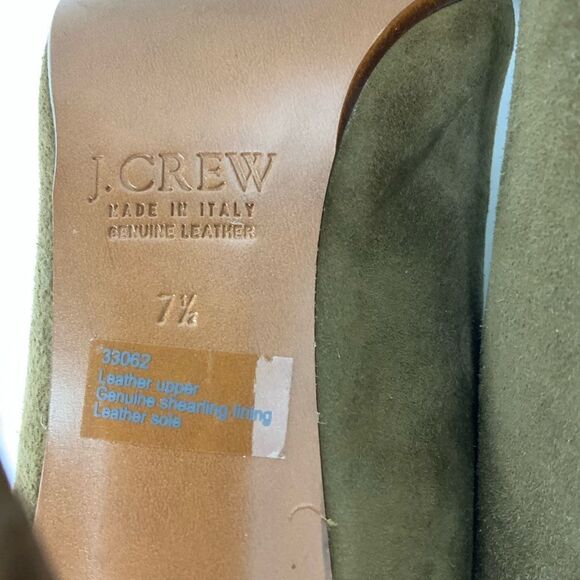 J.CREW
MADE IN ITALY
GENUINE LEATHER
7½
33062
Leather upper
Genuine shearling lining
Leather sole